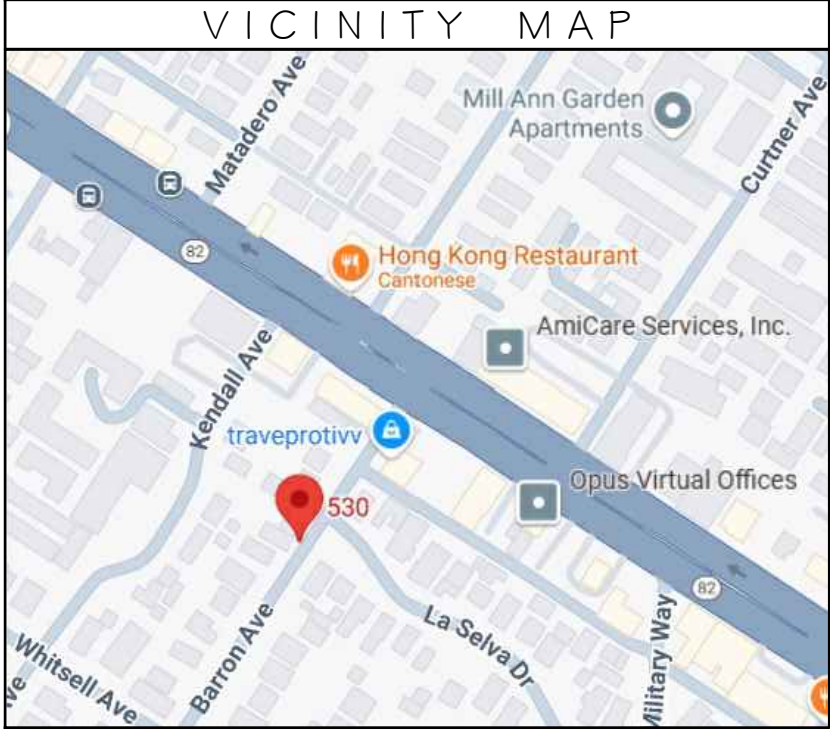 VICINITY MAP
Matadero Ave
Mill Ann Garden
Apartments
Curtner Ave
82
Hong Kong Restaurant
Cantonese
AmiCare Services, Inc.
Kendall Ave
traveprotivv
530
Opus Virtual Offices
82
La Selva Dr
Military Way
Barron Ave
Whitsell Ave
ve